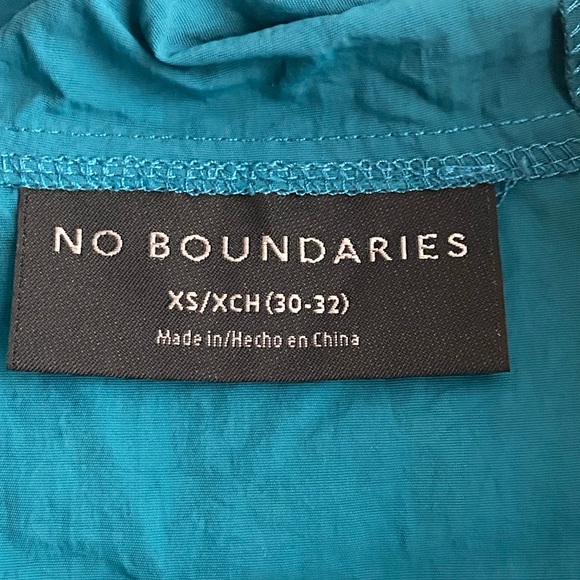 NO BOUNDARIES
XS/XCH (30-32)
Made in/Hecho en China